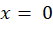 x = 0